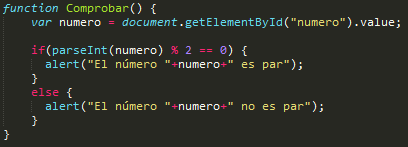 function Comprobar() {
var numero = document.getElementById("numero").value;
if(parseInt(numero) % 2 == 0) {
alert("El número "+numero+" es par");
}
else {
alert("El número "+numero+" no es par");
}
}